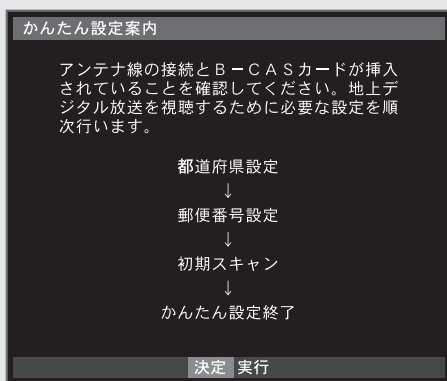 かんたん設定案内
アンテナ線の接続とB－CASカードが挿入
されていることを確認してください。地上デ
ジタル放送を視聴するために必要な設定を順
次行います。
都道府県設定
↓
郵便番号設定
↓
初期スキャン
↓
かんたん設定終了
決定 実行